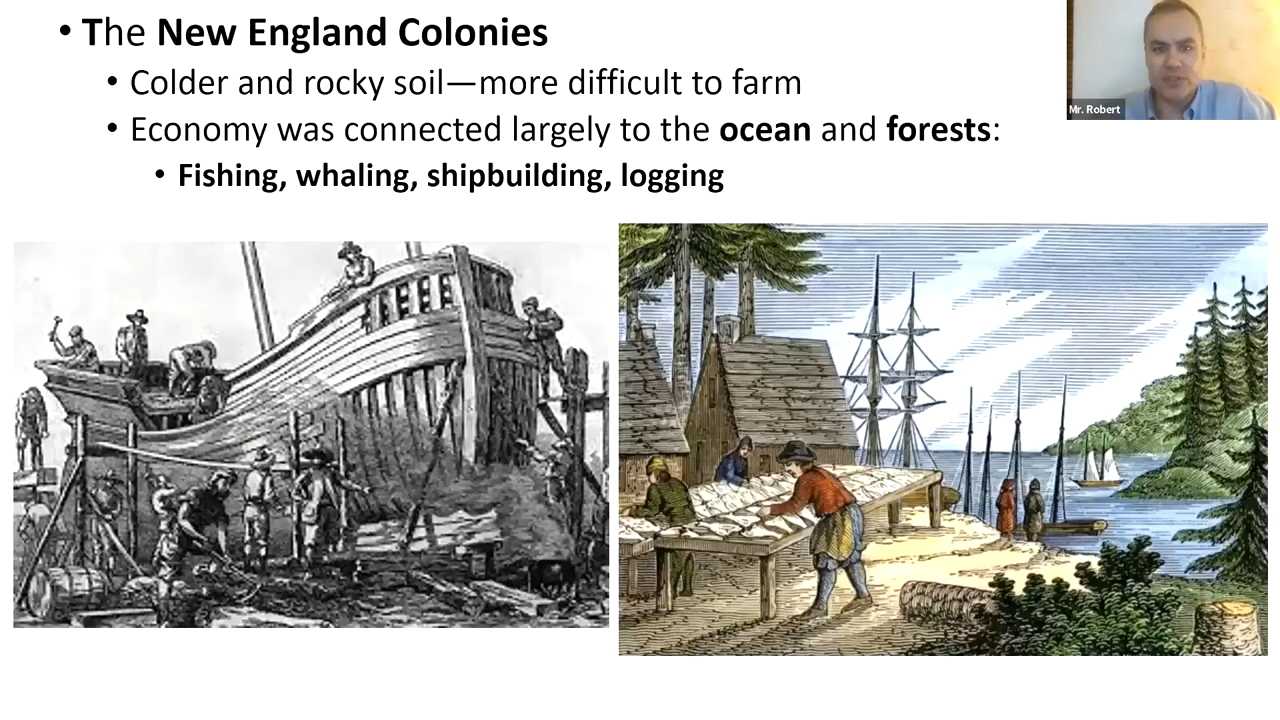 • The New England Colonies
• Colder and rocky soil—more difficult to farm
• Economy was connected largely to the ocean and forests:
• Fishing, whaling, shipbuilding, logging
Mr. Robert